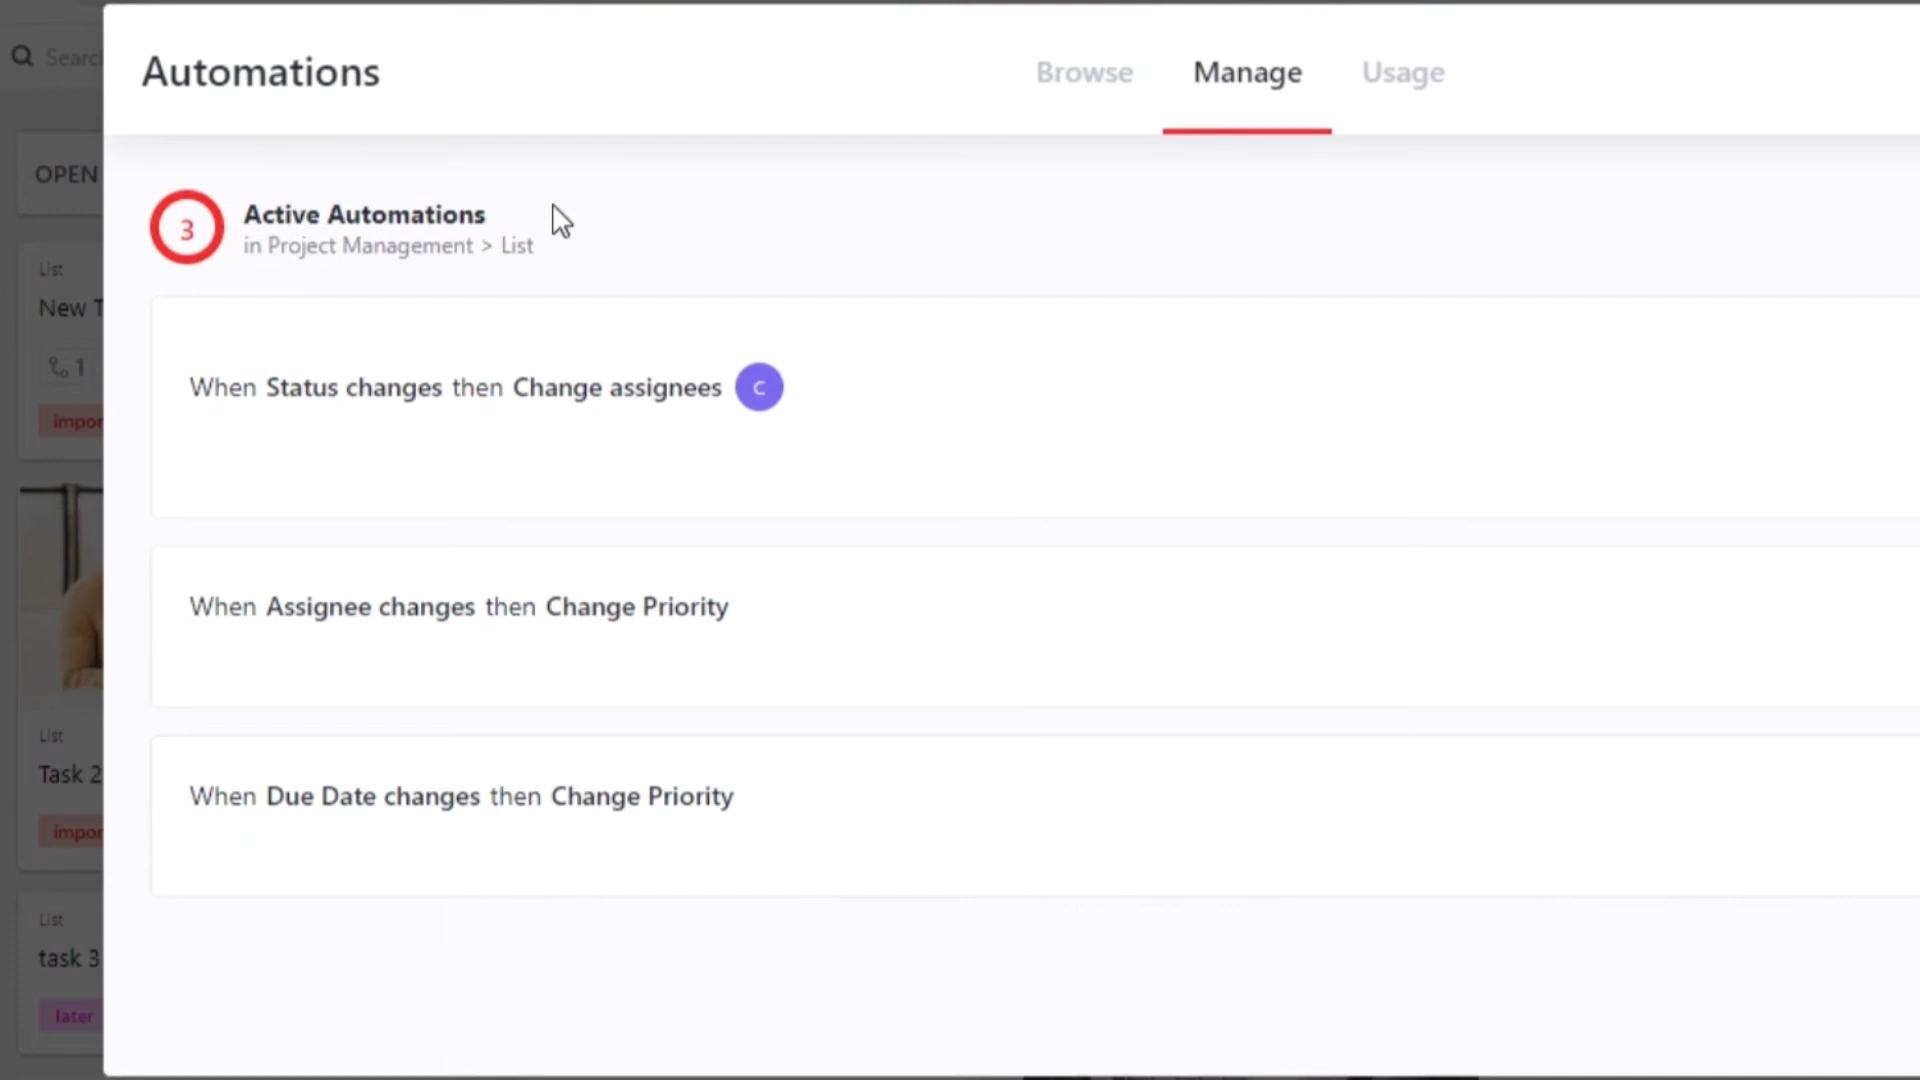 Automations
Browse
Manage
Usage
Search
OPEN
3
Active Automations
in Project Management > List
List
New T
1
impor
When Status changes then Change assignees C
When Assignee changes then Change Priority
List
Task 2
When Due Date changes then Change Priority
impor
List
task 3
later